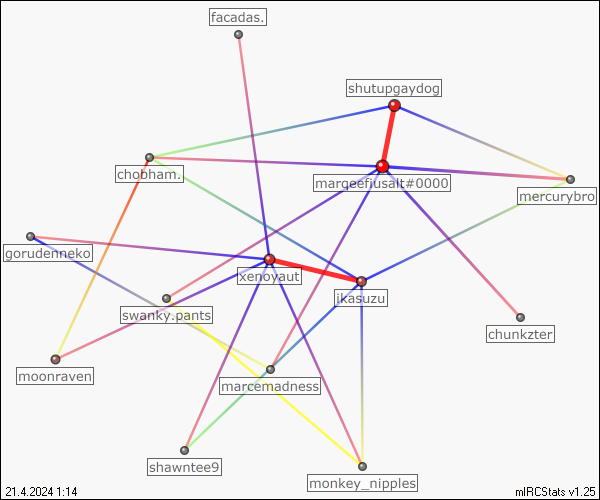 facadas.
shutupgaydog
chobham.
margeefiusalt#0000
mercurybro
gorudenneko
xenoyaut
ikasuzu
swanky.pants
chunkzter
moonraven
marcemadness
shawntee9
monkey_nipples
21.4.2024 1:14
mIRCStats v1.25